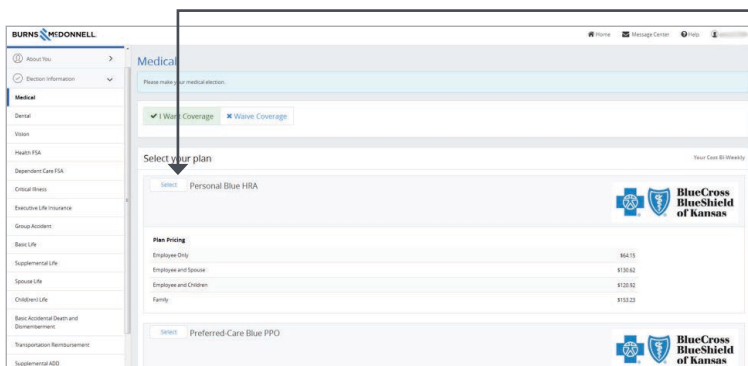 BURNS MCDONNELL
Home Message Center Help
About You
Election Information
Medical
Dental
Vision
Health FSA
Dependent Care FSA
Critical Illness
Executive Life Insurance
Group Accident
Basic Life
Supplemental Life
Spouse Life
Child(ren) Life
Basic Accidental Death and
Dismemberment
Transportation Reimbursement
Supplemental ADD
Medical
Please make your medical election.
✔ I Want Coverage ✖ Waive Coverage
Select your plan Your Cost Bi-Weekly
Select Personal Blue HRA
BlueCross
BlueShield
of Kansas
Plan Pricing
Employee Only $64.15
Employee and Spouse $130.62
Employee and Children $120.92
Family $153.23
Select Preferred-Care Blue PPO
BlueCross
BlueShield
of Kansas